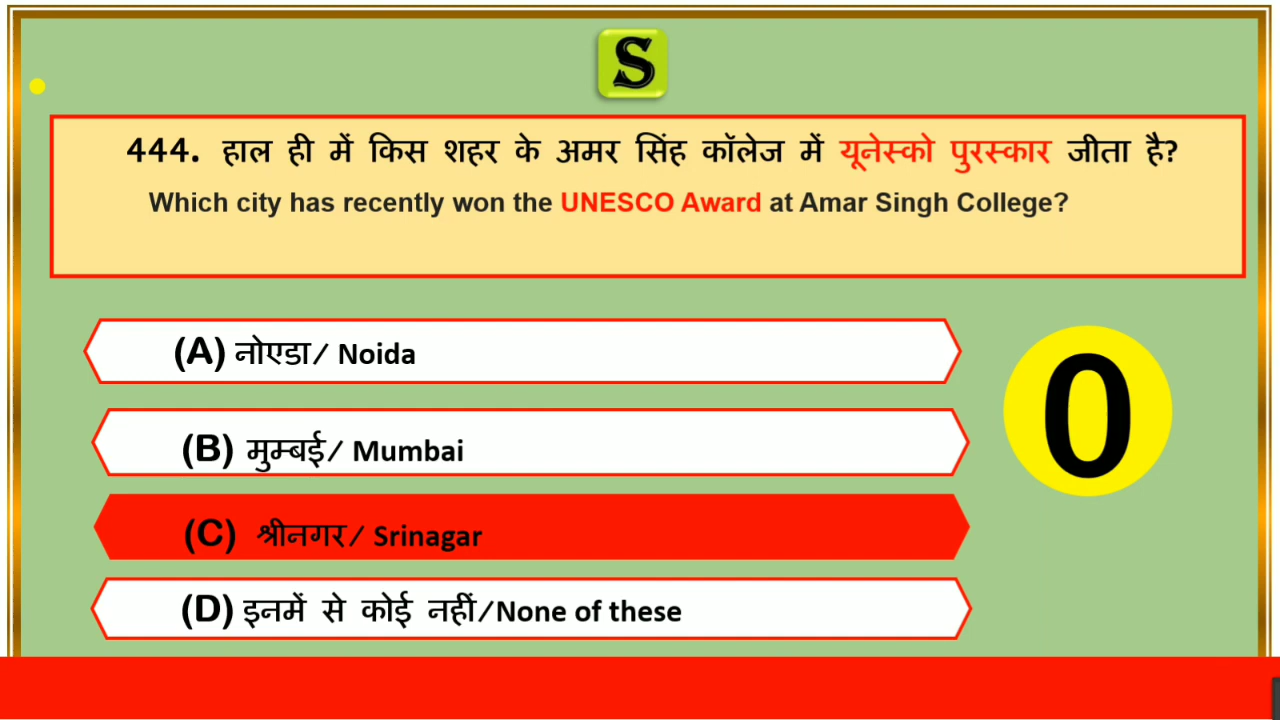 S
444. हाल ही में किस शहर के अमर सिंह कॉलेज में यूनेस्को पुरस्कार जीता है?
Which city has recently won the UNESCO Award at Amar Singh College?
(A) नोएडा/ Noida
(B) मुम्बई/ Mumbai
(C) श्रीनगर/ Srinagar
(D) इनमें से कोई नहीं/None of these
0